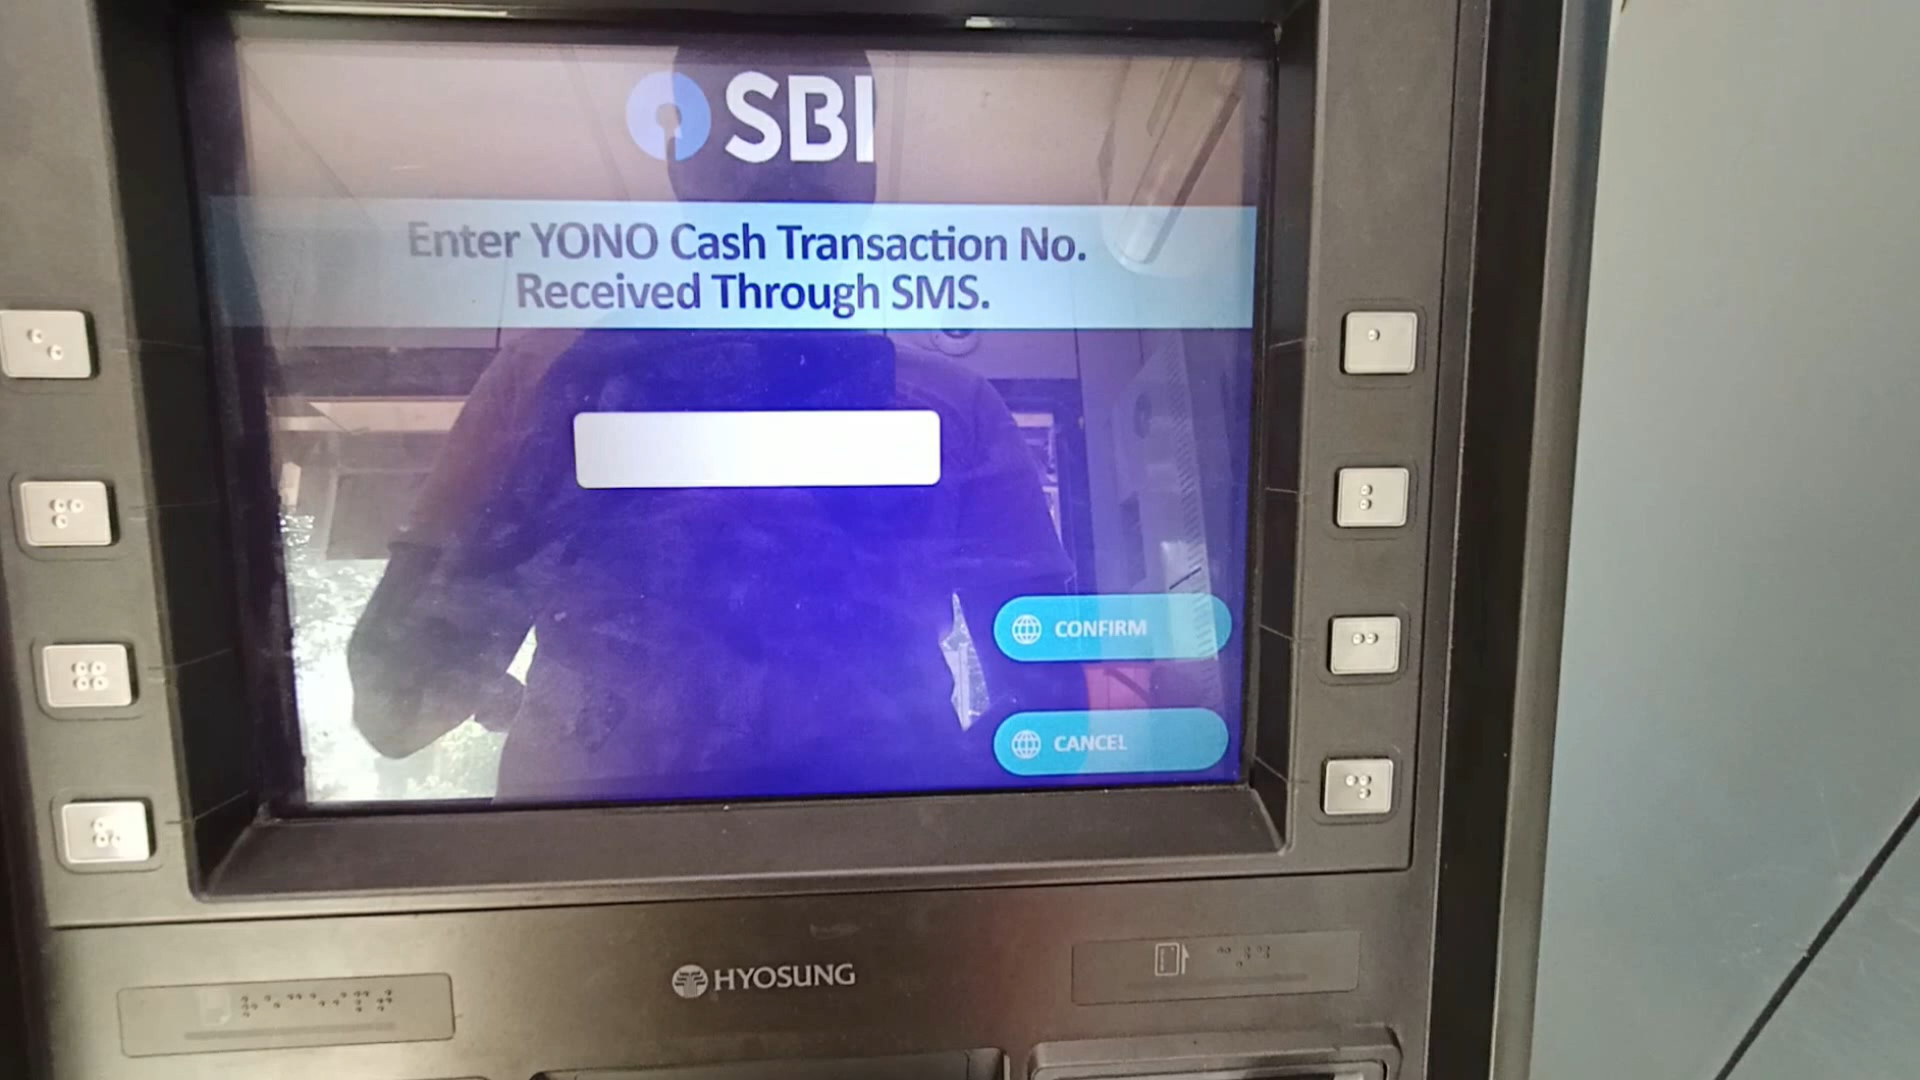 SBI
Enter YONO Cash Transaction No.
Received Through SMS.
CONFIRM
CANCEL
HYOSUNG